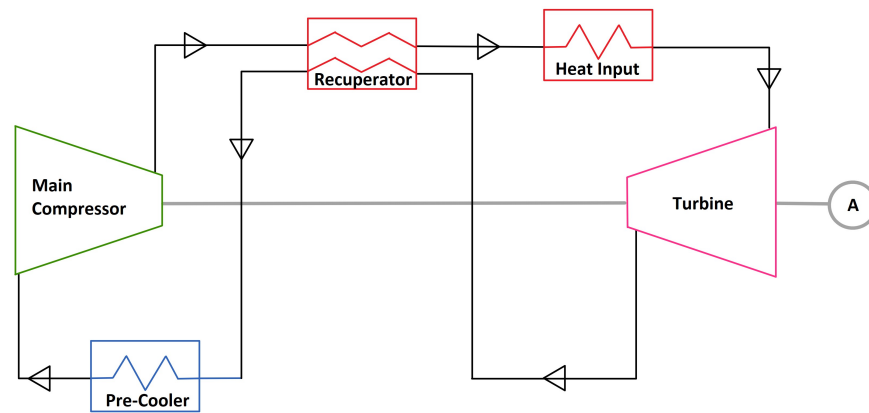 Recuperator
Heat Input
Main
Compressor
Turbine
A
Pre-Cooler